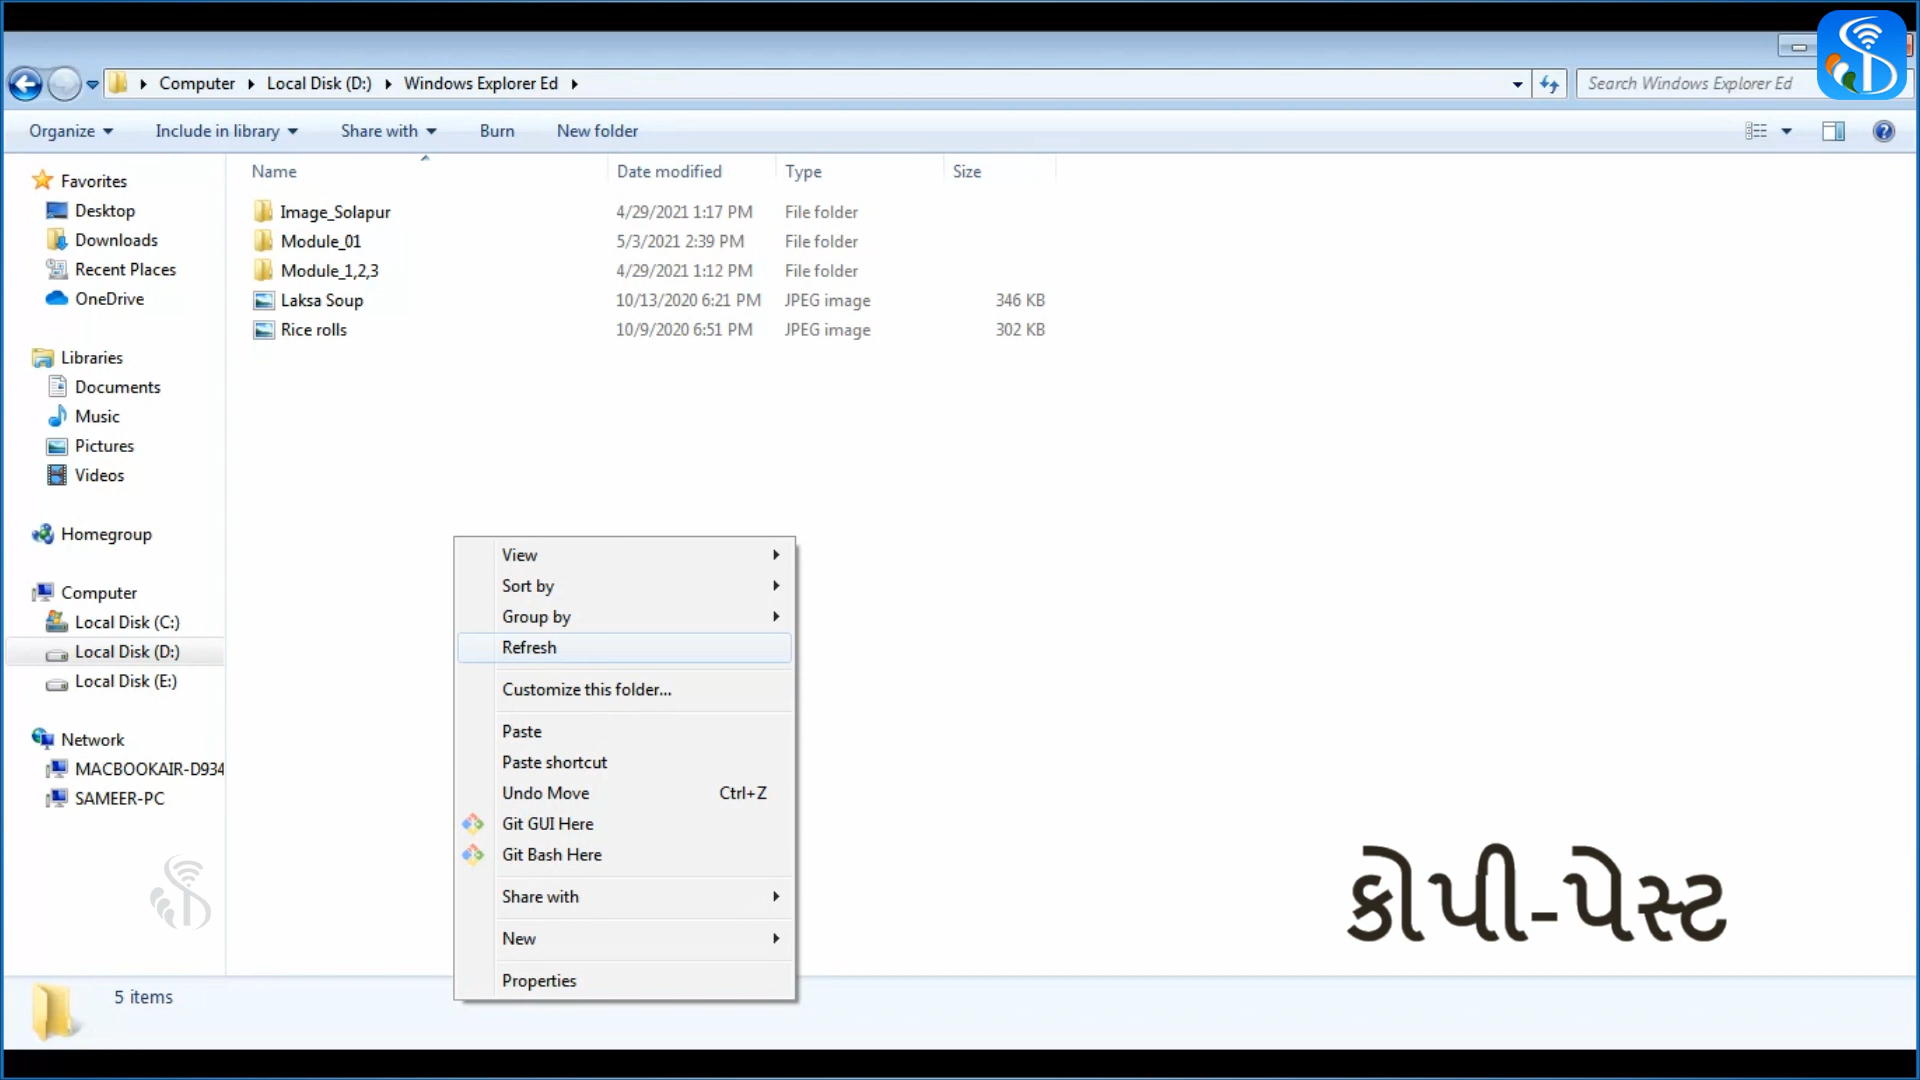 Computer Local Disk (D:) Windows Explorer Ed Search Windows Explorer Ed
Organize Include in library Share with Burn New folder
Name Date modified Type Size
Favorites
Desktop
Downloads
Recent Places
OneDrive
Libraries
Documents
Music
Pictures
Videos
Homegroup
Computer
Local Disk (C:)
Local Disk (D:)
Local Disk (E:)
Network
MACBOOKAIR-D934
SAMEER-PC
Image_Solapur 4/29/2021 1:17 PM File folder
Module_01 5/3/2021 2:39 PM File folder
Module_1,2,3 4/29/2021 1:12 PM File folder
Laksa Soup 10/13/2020 6:21 PM JPEG image 346 KB
Rice rolls 10/9/2020 6:51 PM JPEG image 302 KB
View
Sort by
Group by
Refresh
Customize this folder...
Paste
Paste shortcut
Undo Move Ctrl+Z
Git GUI Here
Git Bash Here
Share with
New
Properties
કોપી-પેસ્ટ
5 items